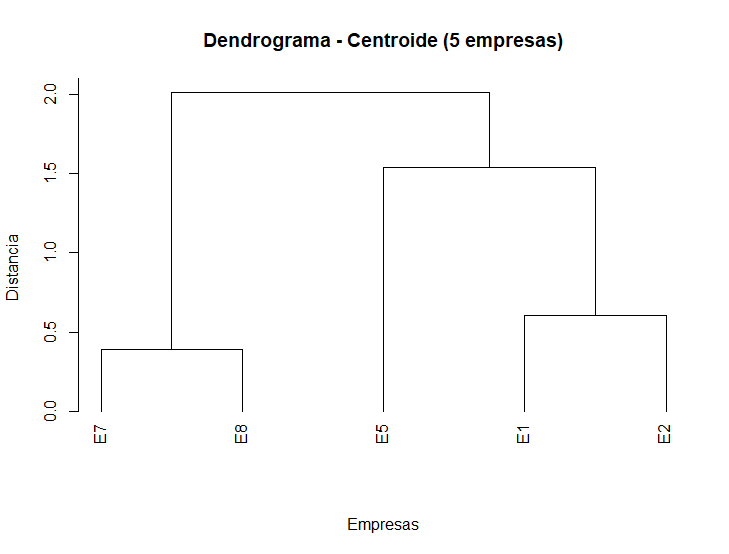 Dendrograma - Centroide (5 empresas)
Distancia
2.0
1.5
1.0
0.5
0.0
E7
E8
E5
E1
E2
Empresas